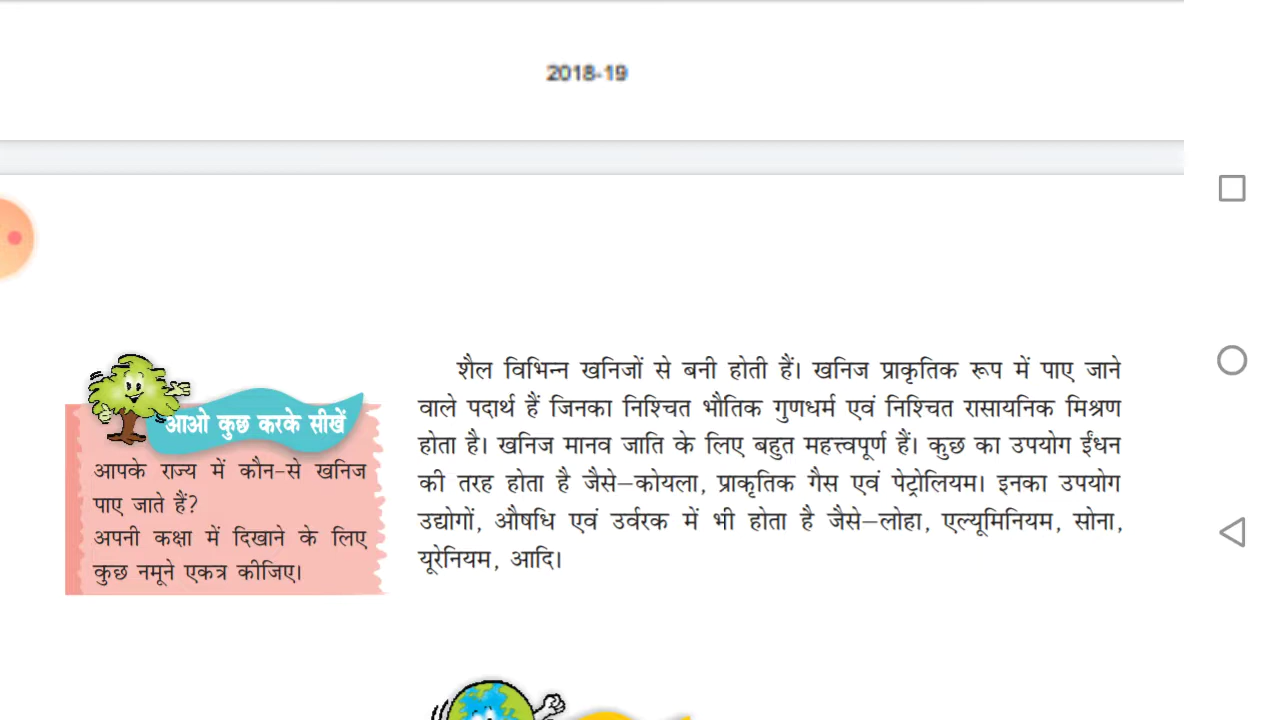 2018-19
आओ कुछ करके सीखें
आपके राज्य में कौन-से खनिज
पाए जाते हैं?
अपनी कक्षा में दिखाने के लिए
कुछ नमूने एकत्र कीजिए।
शैल विभिन्न खनिजों से बनी होती हैं। खनिज प्राकृतिक रूप में पाए जाने
वाले पदार्थ हैं जिनका निश्चित भौतिक गुणधर्म एवं निश्चित रासायनिक मिश्रण
होता है। खनिज मानव जाति के लिए बहुत महत्त्वपूर्ण हैं। कुछ का उपयोग ईंधन
की तरह होता है जैसे–कोयला, प्राकृतिक गैस एवं पेट्रोलियम। इनका उपयोग
उद्योगों, औषधि एवं उर्वरक में भी होता है जैसे–लोहा, एल्यूमिनियम, सोना,
यूरेनियम, आदि।